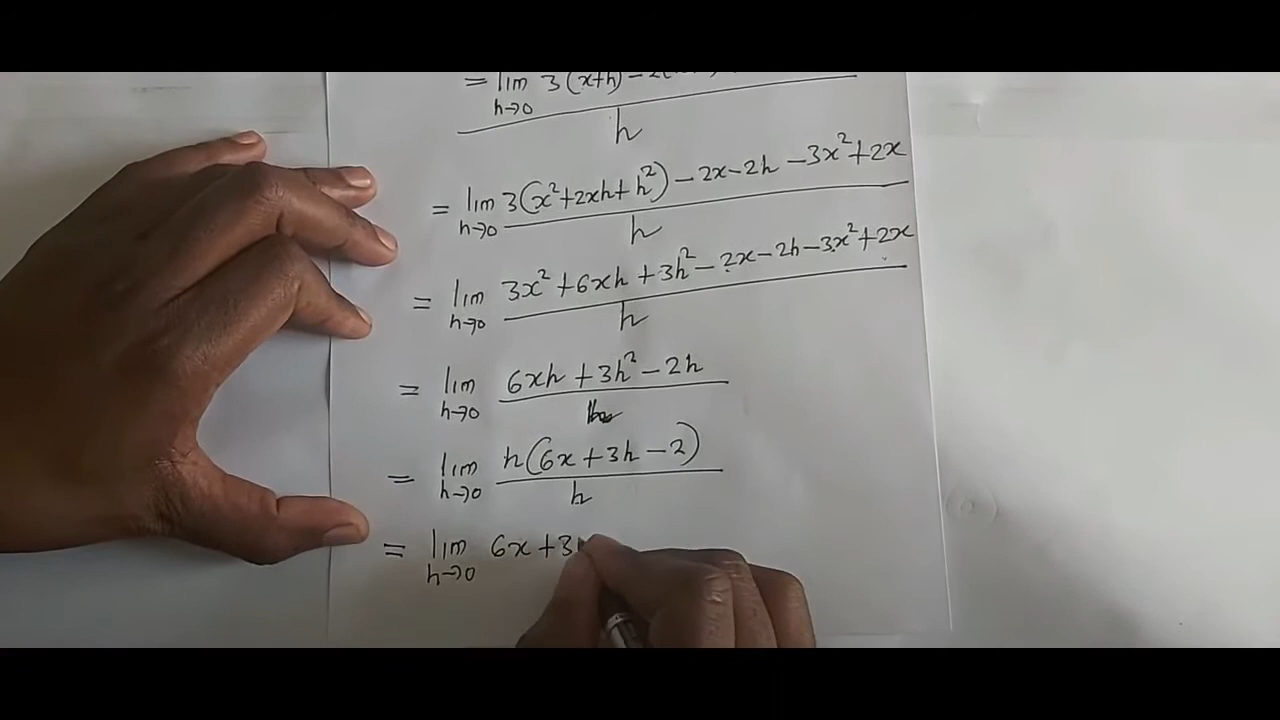 = lim 3(x+h) - 2(
h→0
h
= lim 3(x²+2xh+h²) - 2x - 2h - 3x² + 2x
h→0
h
= lim 3x² + 6xh + 3h² - 2x - 2h - 3x² + 2x
h→0
h
= lim 6xh + 3h² - 2h
h→0
= lim h(6x + 3h - 2)
h→0
h
= lim 6x + 3
h→0